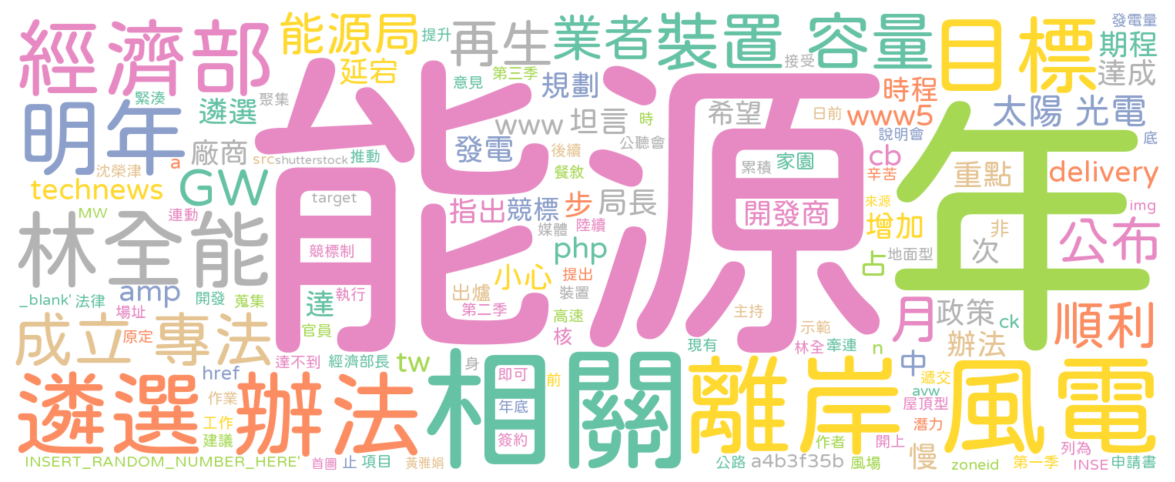 經濟部 能源局 提升 再生 業者 裝置 容量 目標 發電量
延宕 意見 第三季 接受 期程
緊湊 遴選 聚集 規劃 時程 達成
明年 www 坦言 時 希望 日前 www5 太陽 光電
廠商 src shutterstock 推動 發電 公聽會 說明會 底
a 沈榮津 能源 年 後續 累積 家園 cb
technews GW 餐敘 辛苦 重點 delivery
MW 連動 target 指出 競標 步 局長 開發商 來源 img
林全能 媒體 陸續 增加 非 公布
競標制 php 占 地面型 次
_blank' 法律 amp 開發 蒐集 執行 小心 提出
場址 達 出爐 裝置 月 政策 順利
原定 官員 第二季 高速 主持 示範 ck
成立 專法 核 辦法
達不到 經濟部長 tw 身 現有 林全 牽連 n 中
href 即可 前 遞交
遴選 辦法 相關 離岸 avw 風電
作業 年底 屋頂型
工作 潛力
建議 簽約 作者 開上 慢 列為
INSERT_RANDOM_NUMBER_HERE' 首圖 止 項目 黃雅娟 公路 a4b3f35b 風場 zoneid 第一季 INSE 申請書